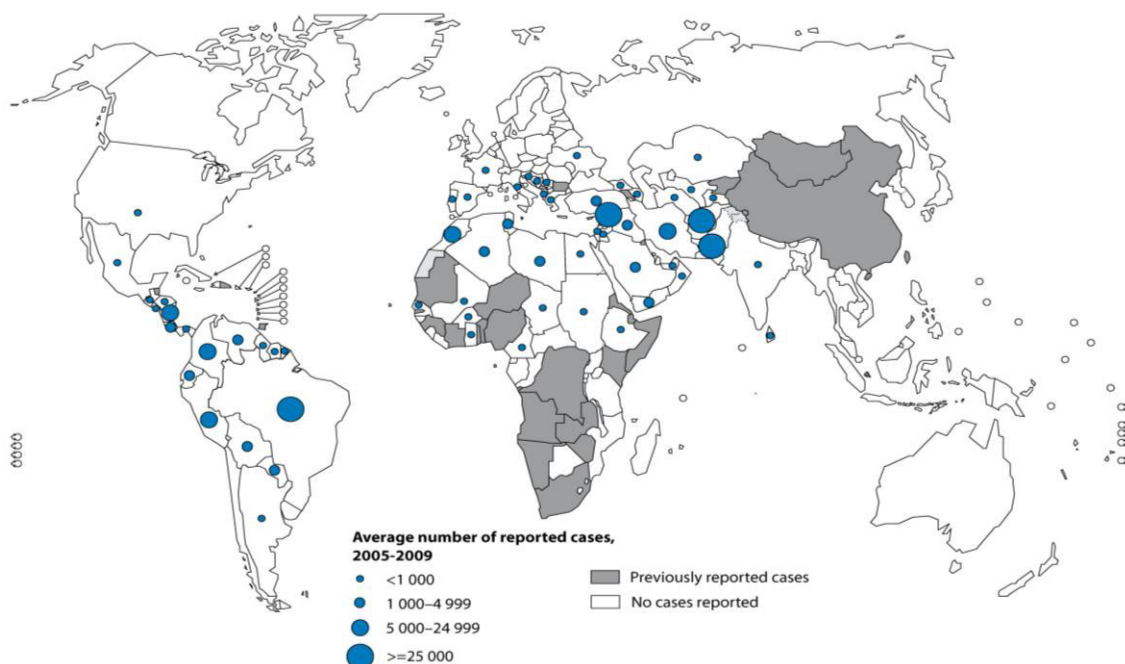 Average number of reported cases,
2005-2009
<1 000
1 000–4 999
5 000–24 999
>=25 000
Previously reported cases
No cases reported